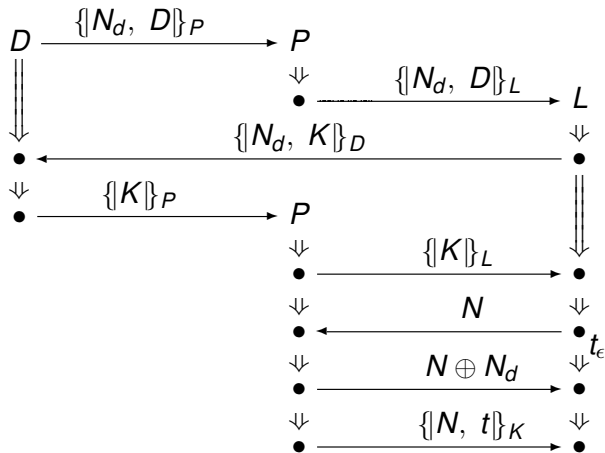 {|N_d, D|}_P
D P
{|N_d, D|}_L
L
{|N_d, K|}_D
{|K|}_P
P
{|K|}_L
N
t_ϵ
N ⊕ N_d
{|N, t|}_K